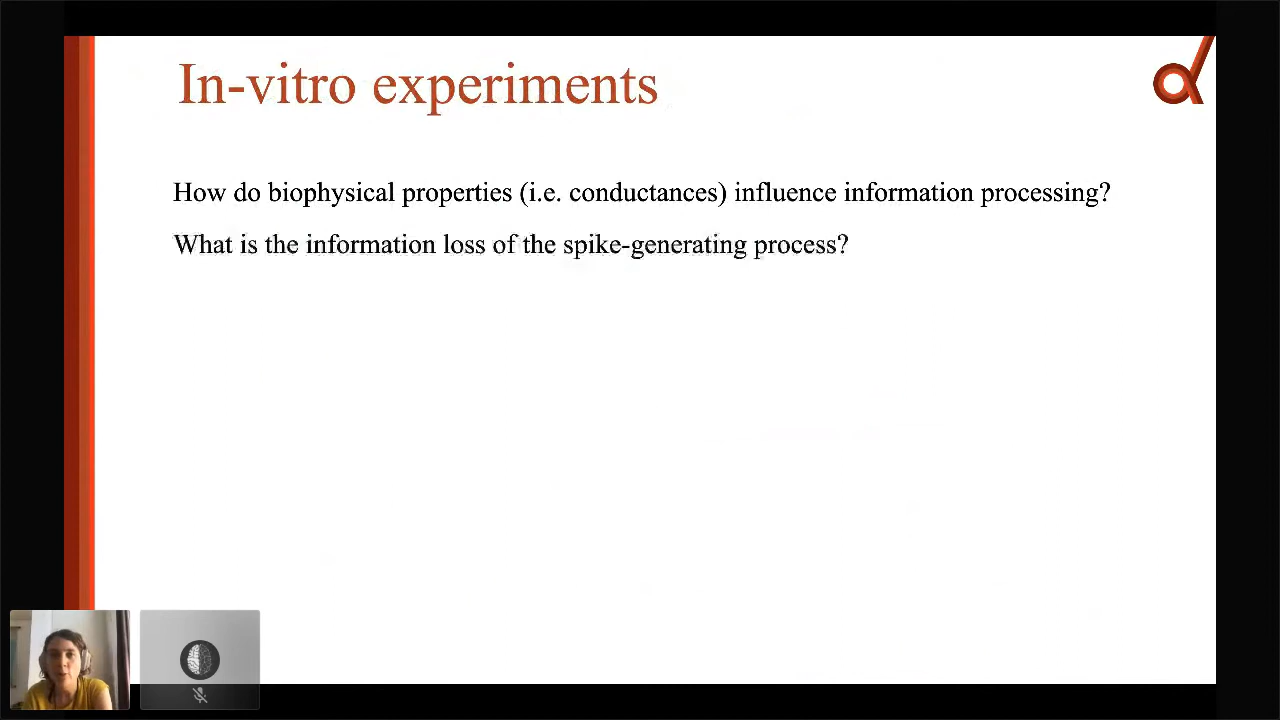 In-vitro experiments
How do biophysical properties (i.e. conductances) influence information processing?
What is the information loss of the spike-generating process?